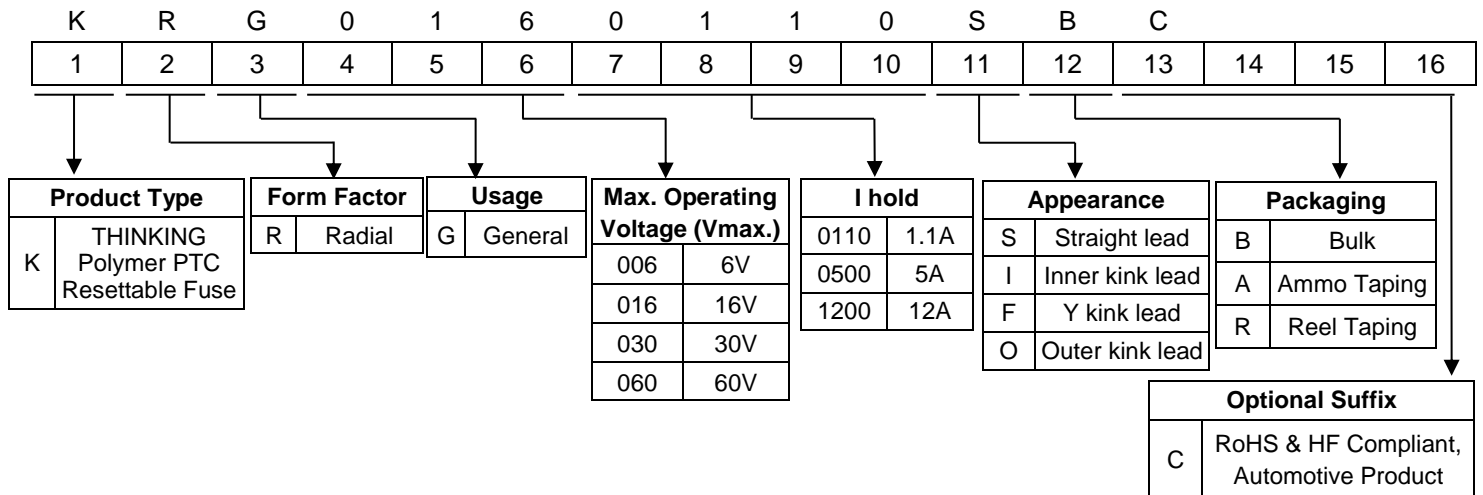 K R G 0 1 6 0 1 1 0 S B C
1 2 3 4 5 6 7 8 9 10 11 12 13 14 15 16
Product Type
K THINKING
Polymer PTC
Resettable Fuse
Form Factor
R Radial
Usage
G General
Max. Operating
Voltage (Vmax.)
006 6V
016 16V
030 30V
060 60V
I hold
0110 1.1A
0500 5A
1200 12A
Appearance
S Straight lead
I Inner kink lead
F Y kink lead
O Outer kink lead
Packaging
B Bulk
A Ammo Taping
R Reel Taping
Optional Suffix
C RoHS & HF Compliant,
Automotive Product